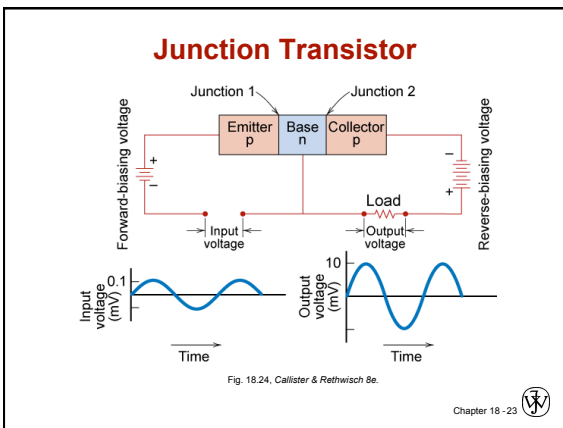 Junction Transistor
Junction 1
Junction 2
Emitter
p
Base
n
Collector
p
Forward-biasing voltage
+
–
Reverse-biasing voltage
–
+
Load
Input
voltage
Output
voltage
Input
voltage
(mV)
0.1
Time
Output
voltage
(mV)
10
Time
Fig. 18.24, Callister & Rethwisch 8e.
Chapter 18 - 23